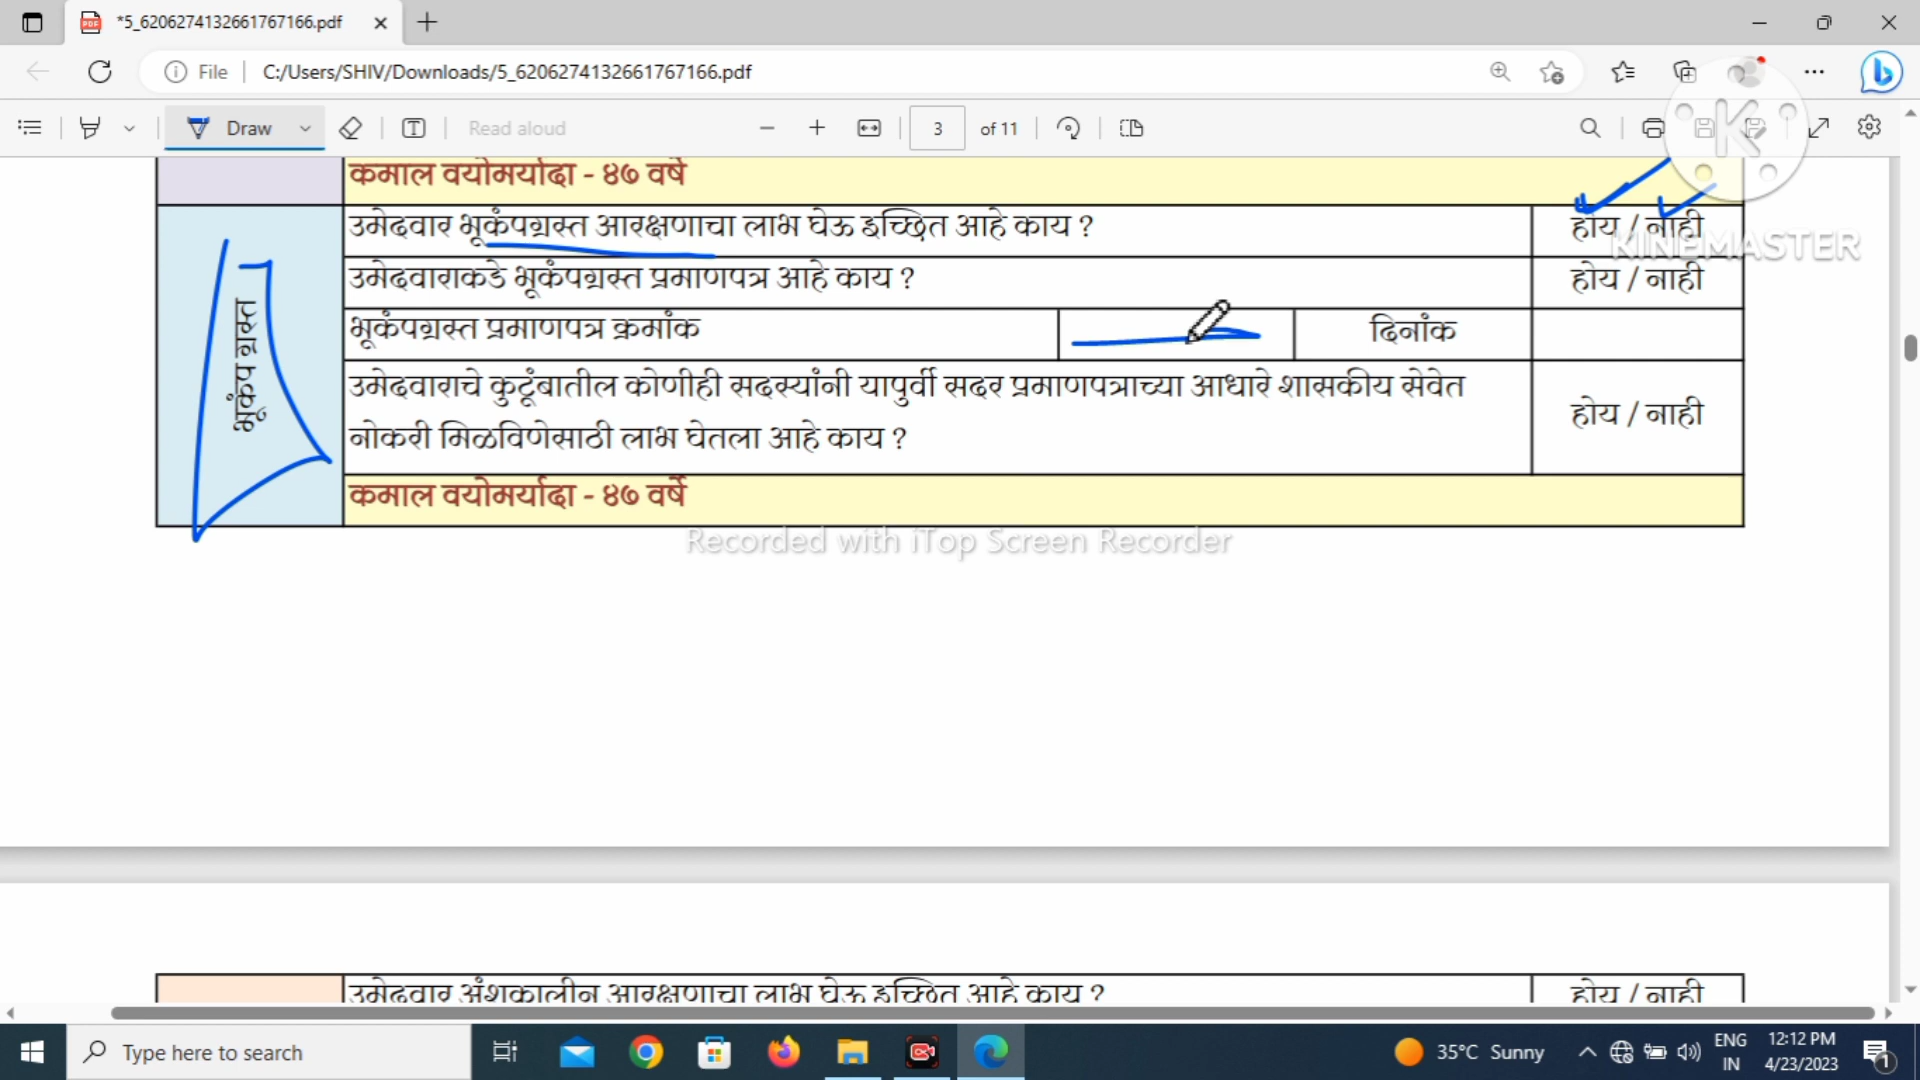 *5_6206274132661767166.pdf
File C:/Users/SHIV/Downloads/5_6206274132661767166.pdf
Draw Read aloud 3 of 11
कमाल वयोमर्यादा - ४७ वर्षे
उमेदवार भूकंपग्रस्त आरक्षणाचा लाभ घेऊ इच्छित आहे काय ? होय / नाही
KINEMASTER
उमेदवाराकडे भूकंपग्रस्त प्रमाणपत्र आहे काय ? होय / नाही
भूकंप ग्रस्त
भूकंपग्रस्त प्रमाणपत्र क्रमांक दिनांक
उमेदवाराचे कुटूंबातील कोणीही सदस्यांनी यापुर्वी सदर प्रमाणपत्राच्या आधारे शासकीय सेवेत
नोकरी मिळविणेसाठी लाभ घेतला आहे काय ? होय / नाही
कमाल वयोमर्यादा - ४७ वर्षे
Recorded with iTop Screen Recorder
उमेदवार अंशकालीन आरक्षणाचा लाभ घेऊ इच्छित आहे काय ? होय / नाही
Type here to search 35°C Sunny ENG 12:12 PM
IN 4/23/2023 1